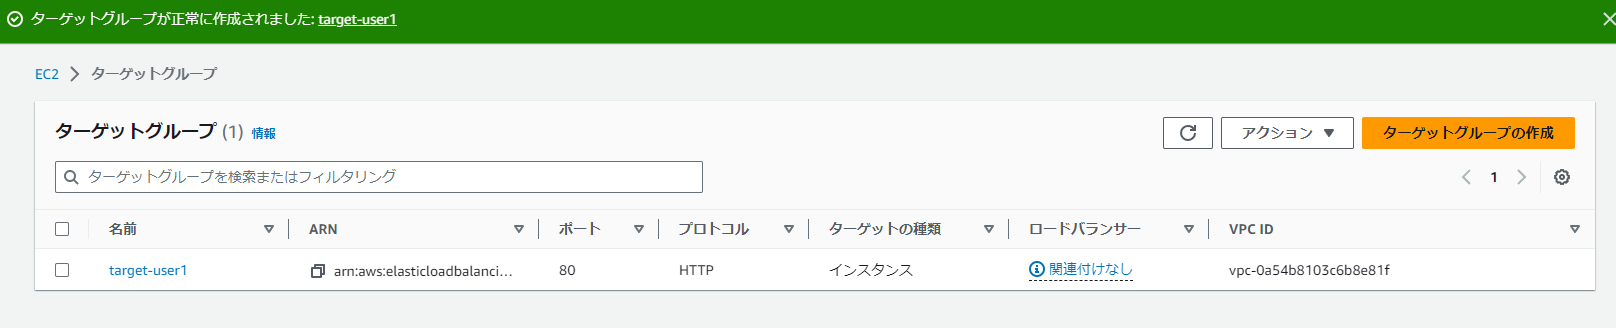 ターゲットグループが正常に作成されました: target-user1
EC2 ターゲットグループ
ターゲットグループ (1) 情報
アクション ターゲットグループの作成
ターゲットグループを検索またはフィルタリング
1
名前 ARN ポート プロトコル ターゲットの種類 ロードバランサー VPC ID
target-user1 arn:aws:elasticloadbalanci... 80 HTTP インスタンス 関連付けなし vpc-0a54b8103c6b8e81f